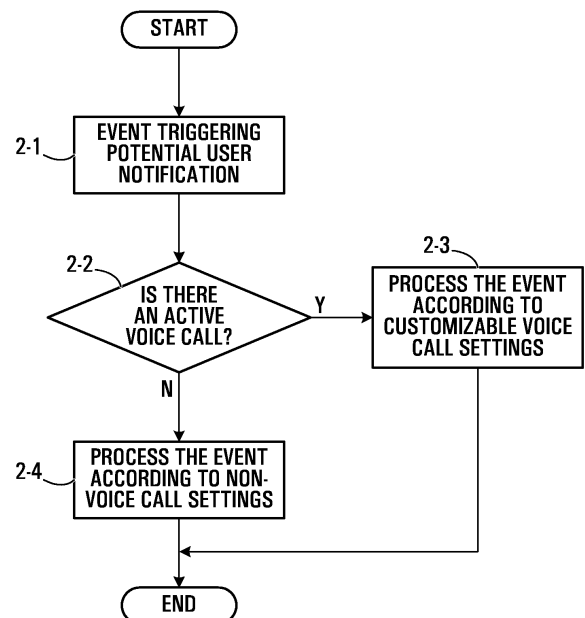 START
2-1
EVENT TRIGGERING
POTENTIAL USER
NOTIFICATION
2-2
IS THERE
AN ACTIVE
VOICE CALL?
Y
2-3
PROCESS THE EVENT
ACCORDING TO
CUSTOMIZABLE VOICE
CALL SETTINGS
N
2-4
PROCESS THE EVENT
ACCORDING TO NON-
VOICE CALL SETTINGS
END